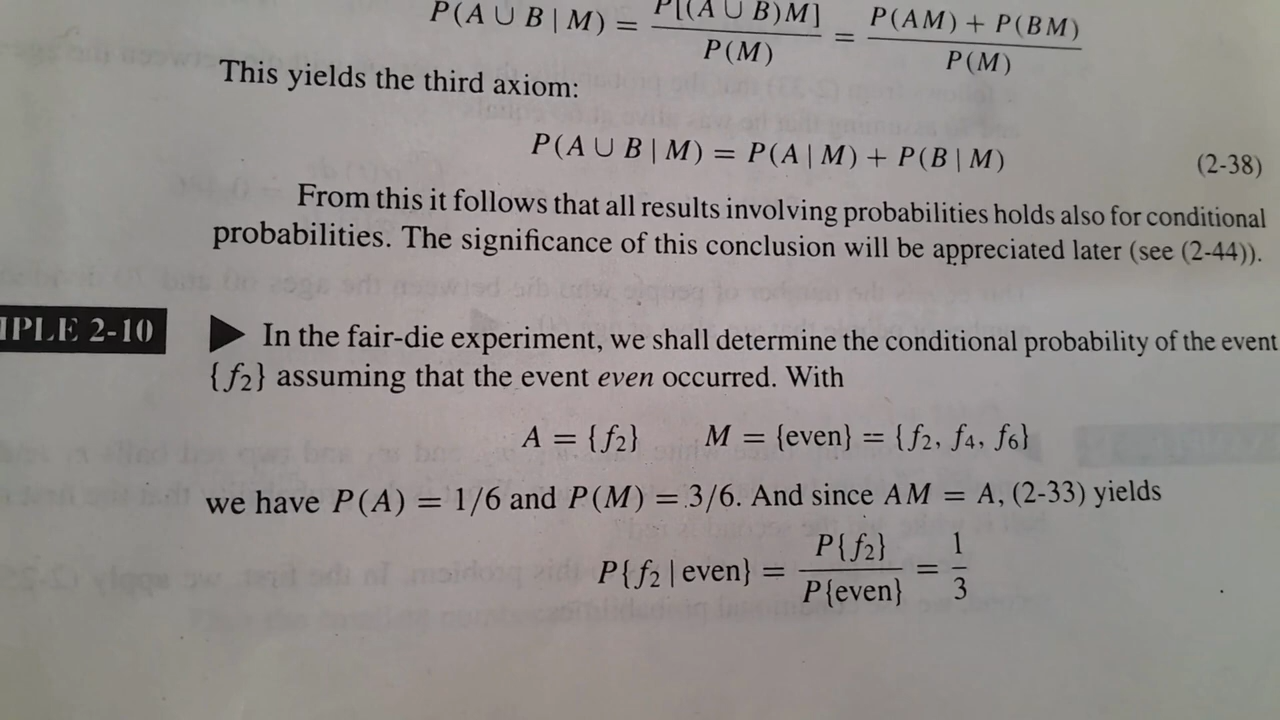 P(A ∪ B | M) = P[(A ∪ B)M] / P(M) = P(AM) + P(BM) / P(M)
This yields the third axiom:
P(A ∪ B | M) = P(A | M) + P(B | M) (2-38)
From this it follows that all results involving probabilities holds also for conditional
probabilities. The significance of this conclusion will be appreciated later (see (2-44)).
IPLE 2-10 ▶ In the fair-die experiment, we shall determine the conditional probability of the event
{f₂} assuming that the event even occurred. With
A = {f₂} M = {even} = {f₂, f₄, f₆}
we have P(A) = 1/6 and P(M) = 3/6. And since AM = A, (2-33) yields
P{f₂ | even} = P{f₂} / P{even} = 1 / 3